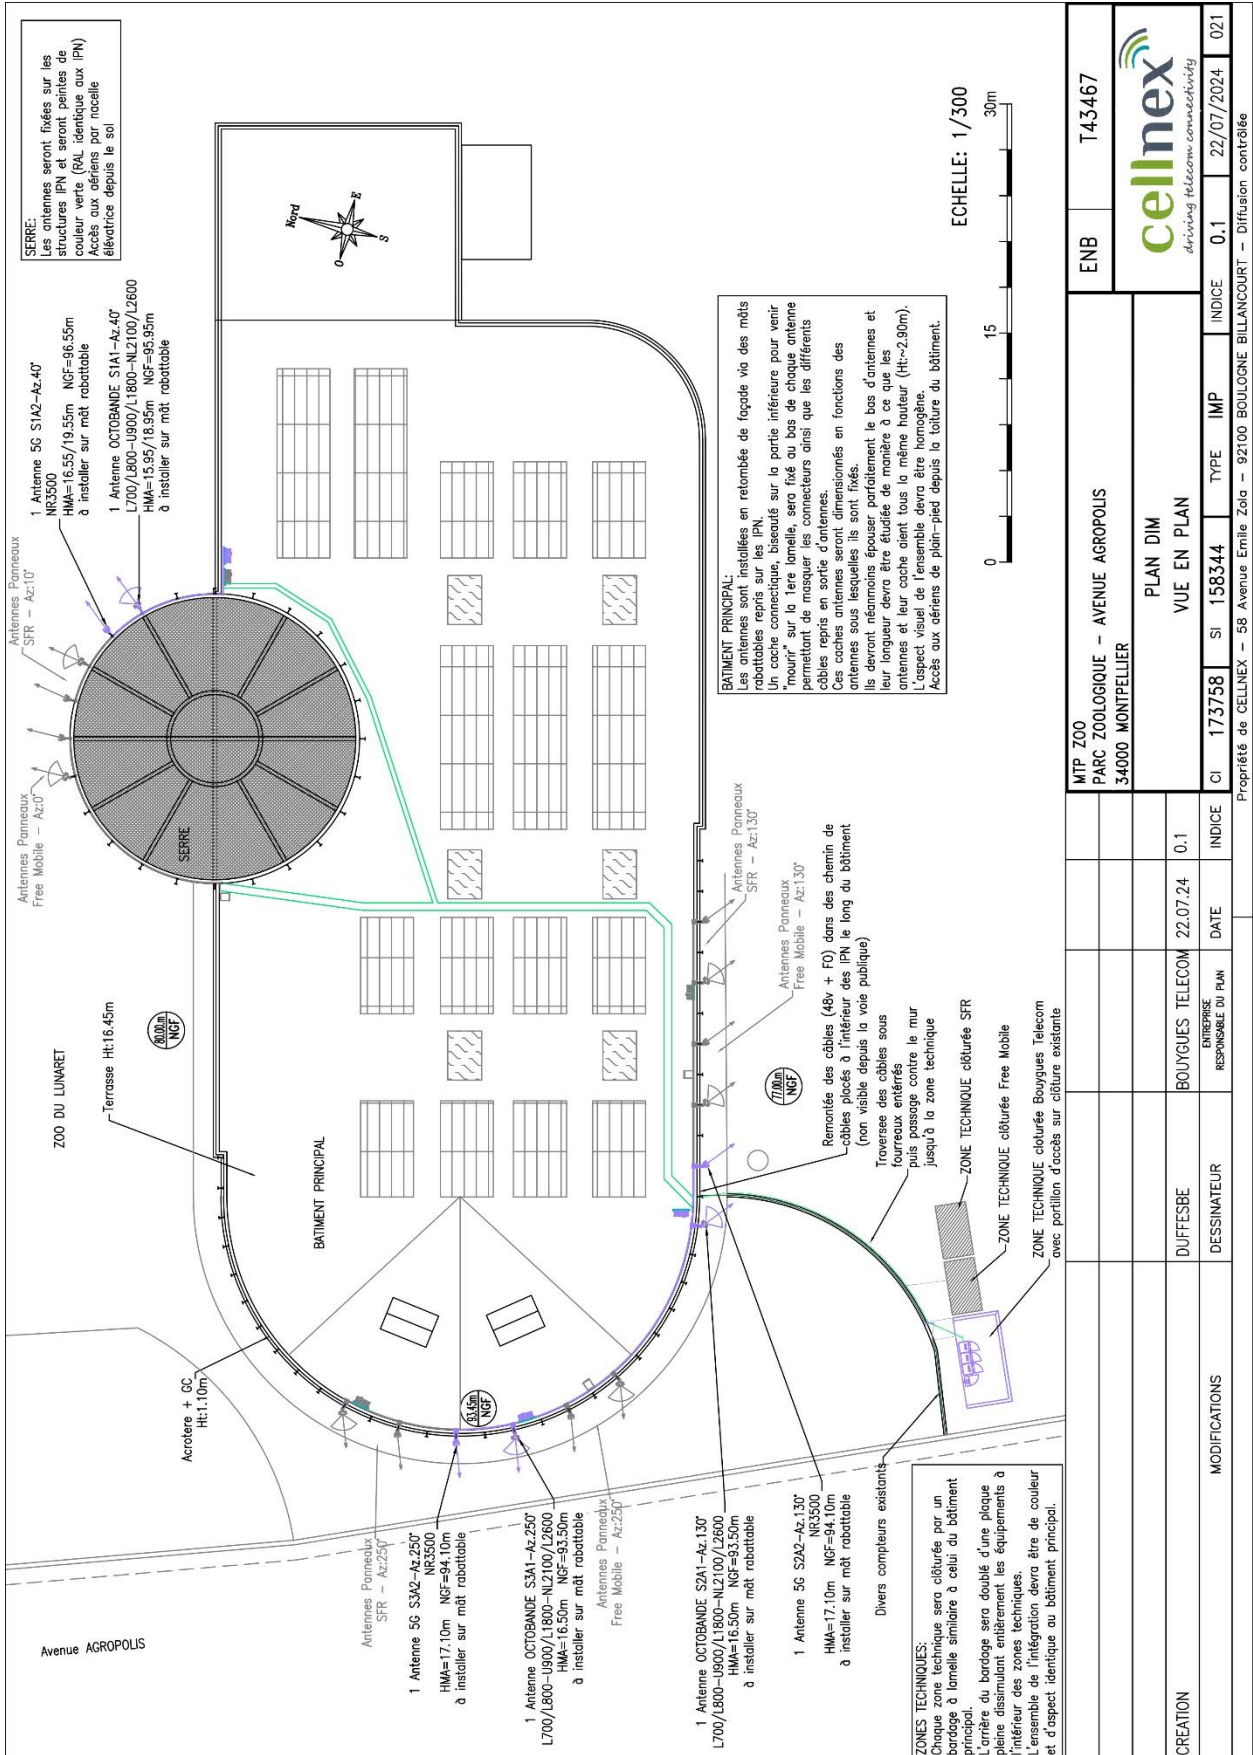 SERRE:
Les antennes seront fixées sur les
structures IPN et seront peintes de
couleur verte (RAL identique aux IPN)
Accès aux aériens par nacelle
élévatrice depuis le sol
Nord
E
S
O
1 Antenne 5G S1A2-Az.40°
NR3500
HMA=16.55/19.55m NGF=96.55m
à installer sur mât rabattable
1 Antenne OCTOBANDE S1A1-Az.40°
L700/L800-U900/L1800-NL2100/L2600
HMA=15.95/18.95m NGF=95.95m
à installer sur mât rabattable
Antennes Panneaux
SFR - Az:10°
Antennes Panneaux
Free Mobile - Az:0°
SERRE
ZOO DU LUNARET
80.00m
NGF
Terrasse Ht:16.45m
BATIMENT PRINCIPAL
Acrotere + GC
Ht:1.10m
93.45m
NGF
Avenue AGROPOLIS
Antennes Panneaux
SFR - Az:250°
1 Antenne 5G S3A2-Az.250°
NR3500
HMA=17.10m NGF=94.10m
à installer sur mât rabattable
1 Antenne OCTOBANDE S3A1-Az.250°
L700/L800-U900/L1800-NL2100/L2600
HMA=16.50m NGF=93.50m
à installer sur mât rabattable
Antennes Panneaux
Free Mobile - Az:250°
1 Antenne OCTOBANDE S2A1-Az.130°
L700/L800-U900/L1800-NL2100/L2600
HMA=16.50m NGF=93.50m
à installer sur mât rabattable
1 Antenne 5G S2A2-Az.130°
NR3500
HMA=17.10m NGF=94.10m
à installer sur mât rabattable
Divers compteurs existants
Antennes Panneaux
SFR - Az:130°
Antennes Panneaux
Free Mobile - Az:130°
77.00m
NGF
Remontée des câbles (48v + FO) dans des chemin de
câbles placés à l'intérieur des IPN le long du bâtiment
(non visible depuis la voie publique)
Traversee des câbles sous
fourreaux entérrés
puis passage contre le mur
jusqu'à la zone technique
ZONE TECHNIQUE clôturée SFR
ZONE TECHNIQUE clôturée Free Mobile
ZONE TECHNIQUE cloturée Bouygues Telecom
avec portillon d'accès sur clôture existante
BATIMENT PRINCIPAL:
Les antennes sont installées en retombée de façade via des mâts
rabattables repris sur les IPN.
Un cache connectique, biseauté sur la partie inférieure pour venir
"mourir" sur la 1ere lamelle, sera fixé au bas de chaque antenne
permettant de masquer les connecteurs ainsi que les différents
câbles repris en sortie d'antennes.
Ces caches antennes seront dimensionnés en fonctions des
antennes sous lesquelles ils sont fixés.
Ils devront néanmoins épouser parfaitement le bas d'antennes et
leur longueur devra être étudiée de manière à ce que les
antennes et leur cache aient tous la même hauteur (Ht:~2.90m).
L'aspect visuel de l'ensemble devra être homogène.
Accès aux aériens de plain-pied depuis la toiture du bâtiment.
ECHELLE: 1/300
0
15
30m
ZONES TECHNIQUES:
Chaque zone technique sera clôturée par un
bardage à lamelle similaire à celui du bâtiment
principal.
L'arrière du bardage sera doublé d'une plaque
pleine dissimulant entièrement les équipements à
l'intérieur des zones techniques.
L'ensemble de l'intégration devra être de couleur
et d'aspect identique au bâtiment principal.
CREATION
DUFFESBE
BOUYGUES TELECOM
22.07.24
0.1
MODIFICATIONS
DESSINATEUR
ENTREPRISE
RESPONSABLE DU PLAN
DATE
INDICE
MTP ZOO
PARC ZOOLOGIQUE - AVENUE AGROPOLIS
34000 MONTPELLIER
ENB
T43467
PLAN DIM
VUE EN PLAN
cellnex
driving telecom connectivity
CI 173758 SI 158344 TYPE IMP INDICE 0.1 22/07/2024 021
Propriété de CELLNEX - 58 Avenue Emile Zola - 92100 BOULOGNE BILLANCOURT - Diffusion contrôlée